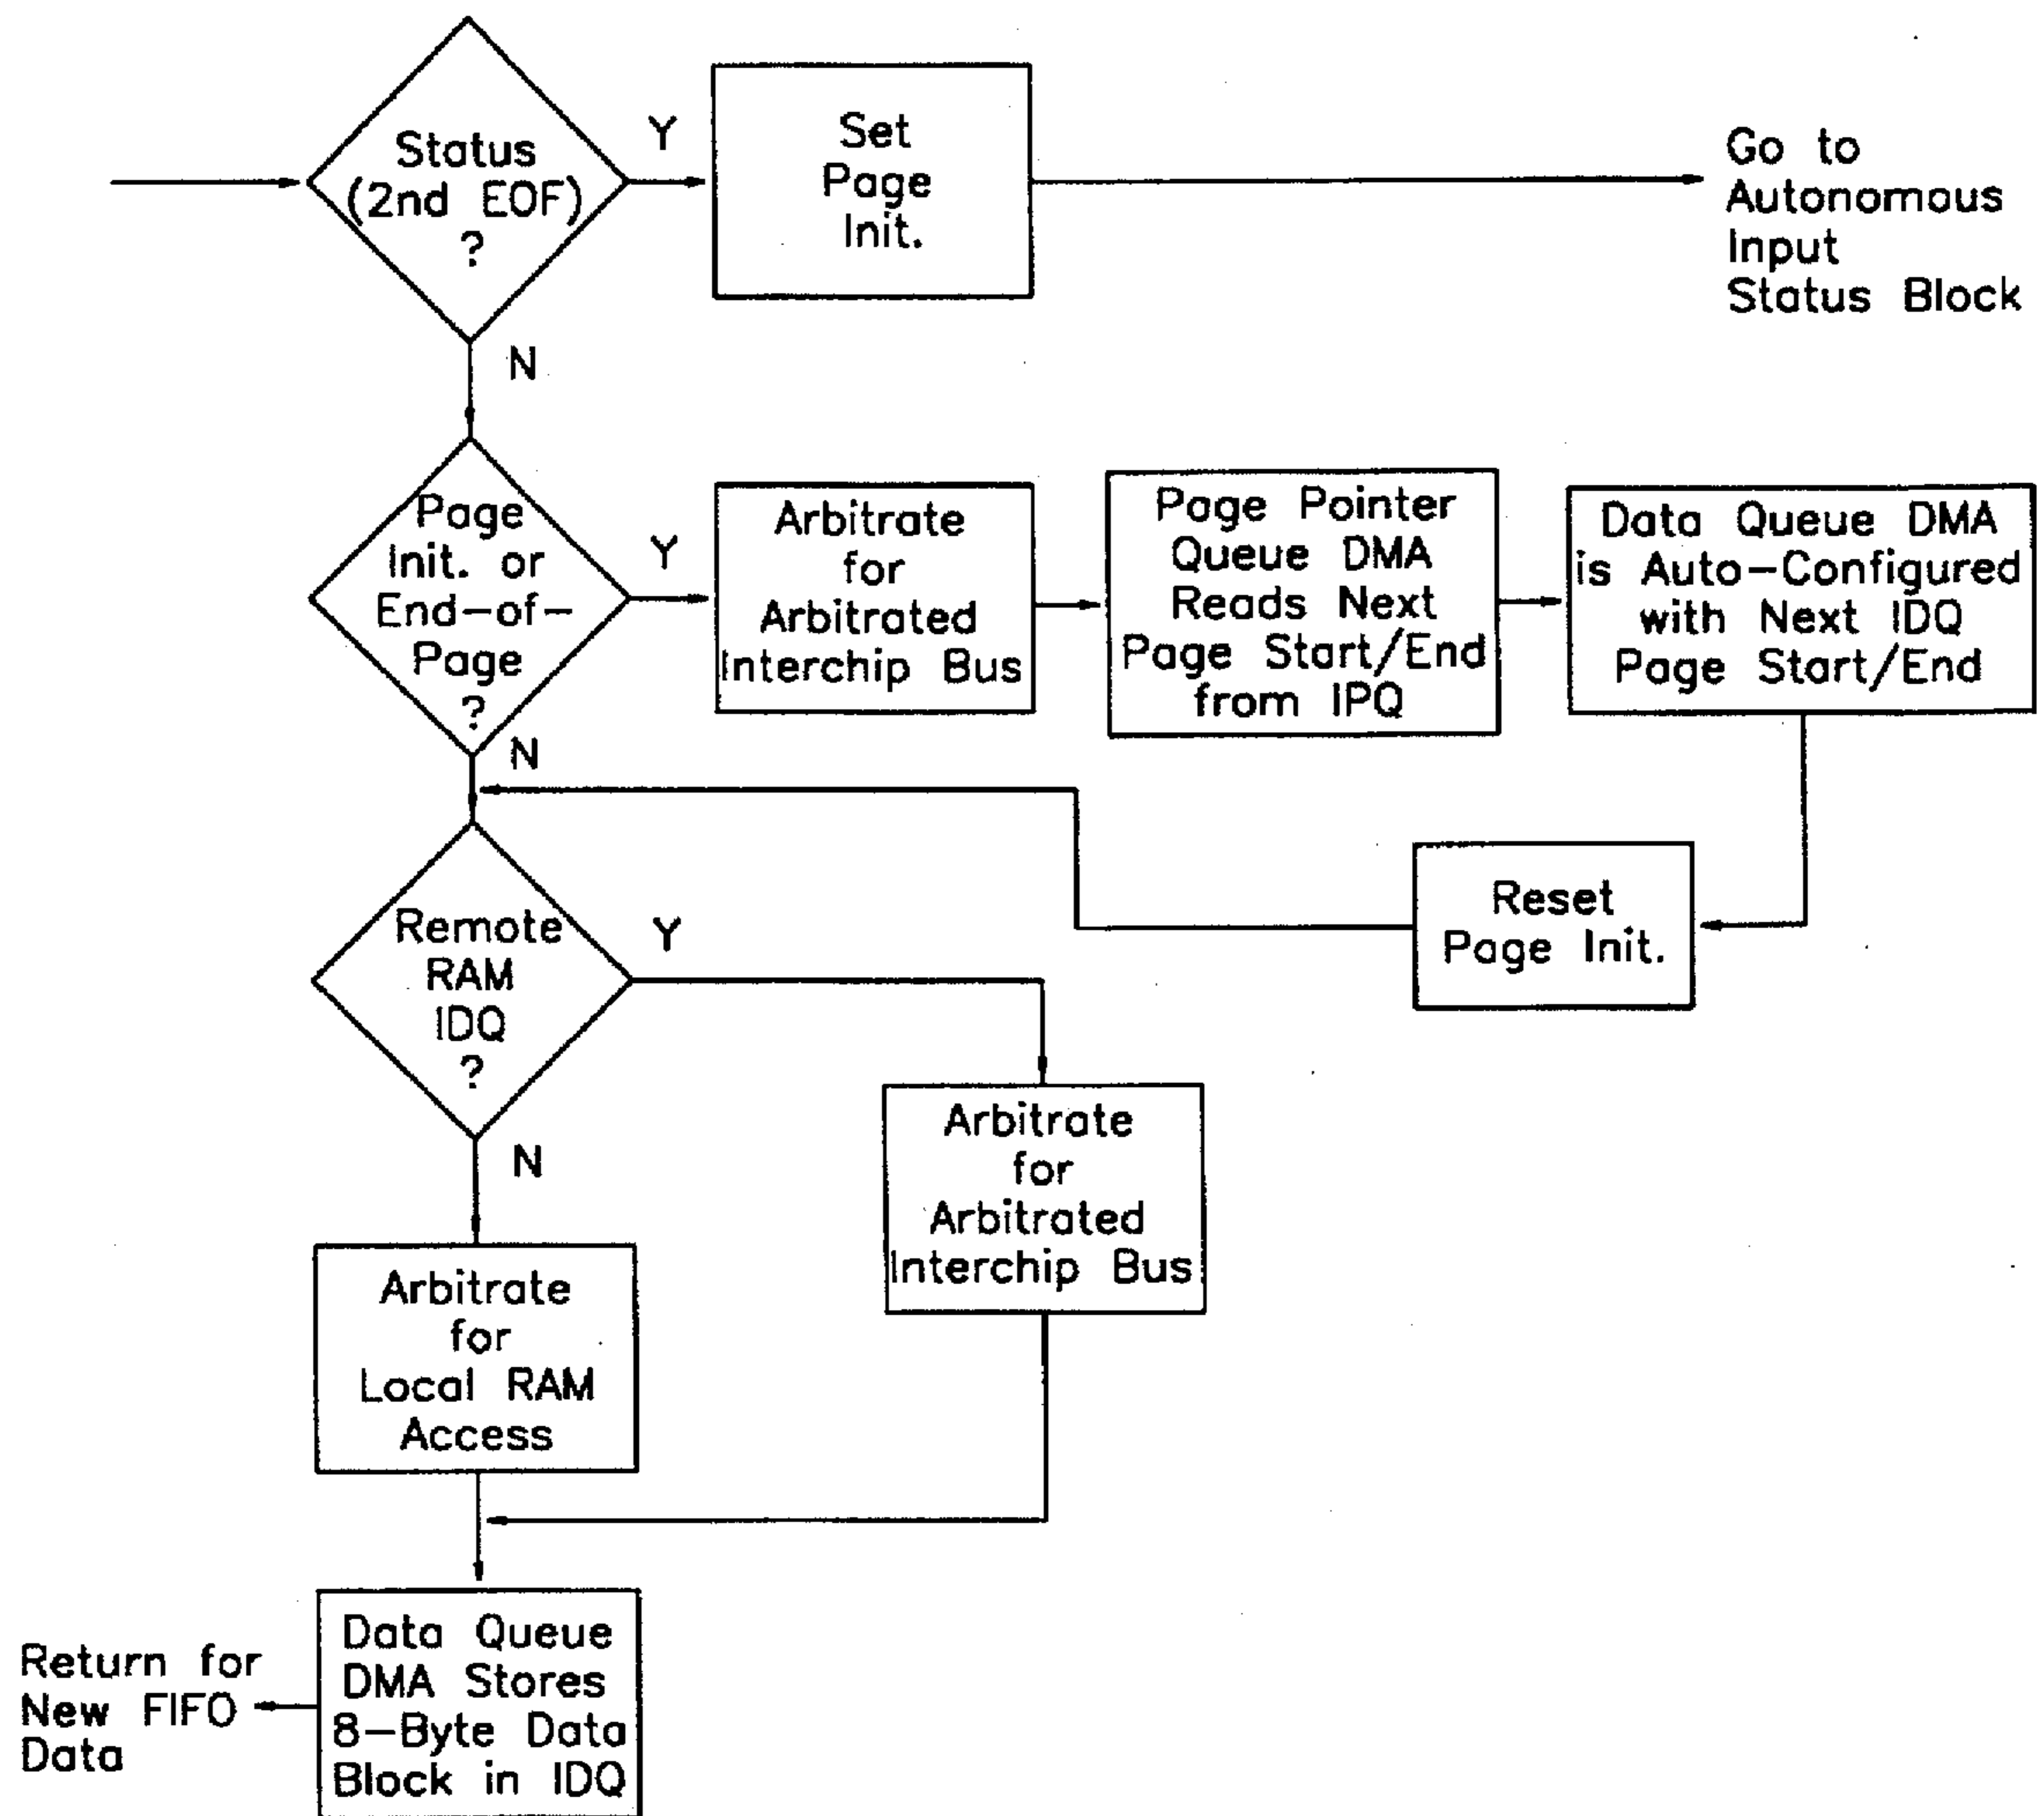 Status
(2nd EOF)
?
Y
Set
Page
Init.
Go to
Autonomous
Input
Status Block
N
Page
Init. or
End-of-
Page
?
Y
Arbitrate
for
Arbitrated
Interchip Bus
Page Pointer
Queue DMA
Reads Next
Page Start/End
from IPQ
Data Queue DMA
is Auto-Configured
with Next IDQ
Page Start/End
N
Reset
Page Init.
Remote
RAM
IDQ
?
Y
N
Arbitrate
for
Arbitrated
Interchip Bus
Arbitrate
for
Local RAM
Access
Data Queue
DMA Stores
8-Byte Data
Block in IDQ
Return for
New FIFO
Data